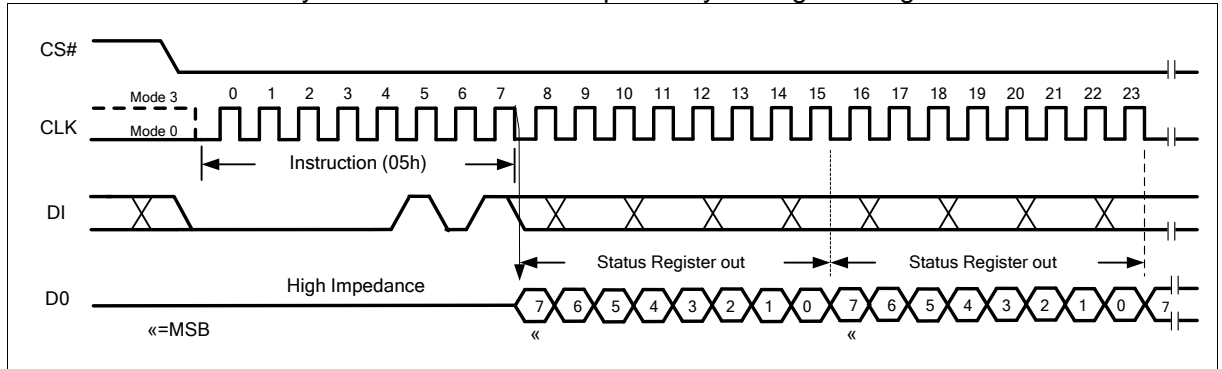 CS#
Mode 3
0 1 2 3 4 5 6 7 8 9 10 11 12 13 14 15 16 17 18 19 20 21 22 23
CLK
Mode 0
Instruction (05h)
DI
Status Register out Status Register out
High Impedance
D0
7 6 5 4 3 2 1 0 7 6 5 4 3 2 1 0 7
«=MSB « «